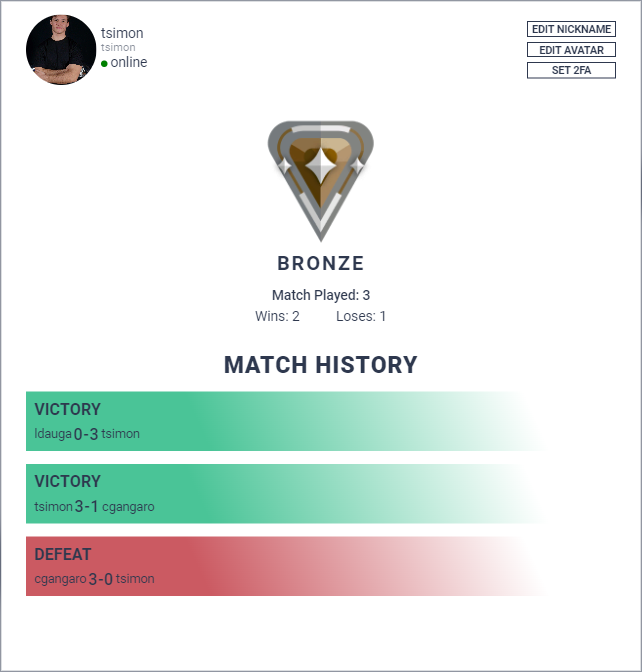 tsimon
tsimon
online
EDIT NICKNAME
EDIT AVATAR
SET 2FA
BRONZE
Match Played: 3
Wins: 2 Loses: 1
MATCH HISTORY
VICTORY
ldauga 0-3 tsimon
VICTORY
tsimon 3-1 cgangaro
DEFEAT
cgangaro 3-0 tsimon